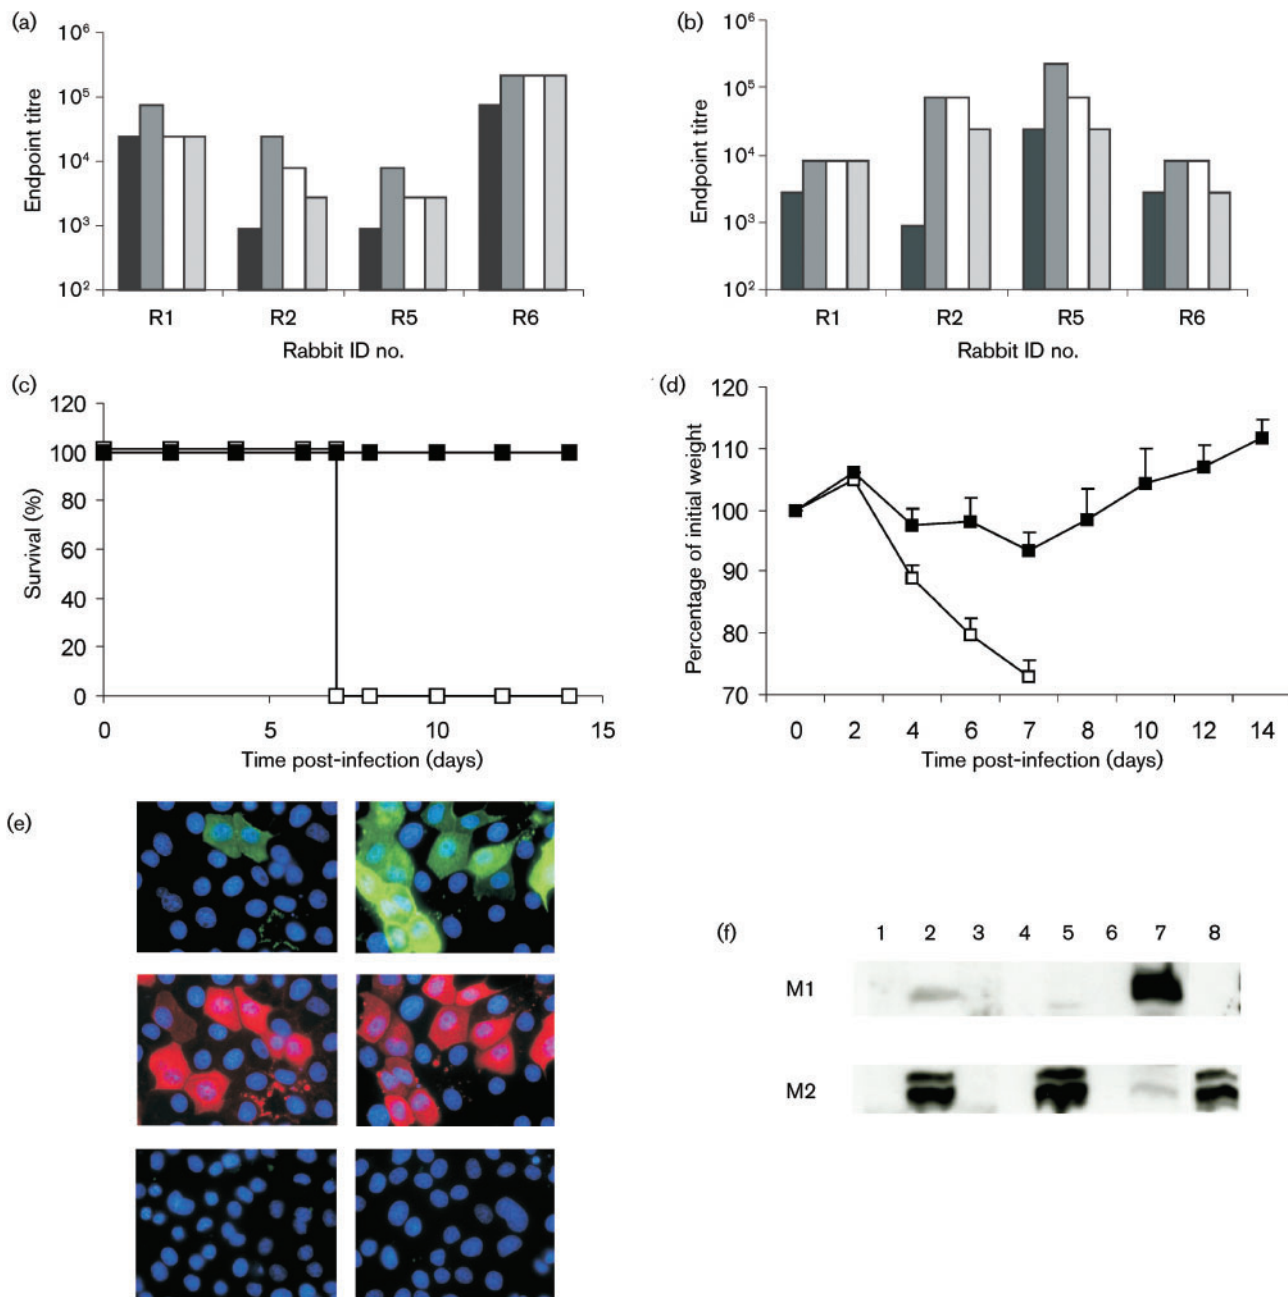 (a)
10⁶
10⁵
10⁴
10³
10²
Endpoint titre
R1 R2 R5 R6
Rabbit ID no.
(b)
10⁶
10⁵
10⁴
10³
10²
Endpoint titre
R1 R2 R5 R6
Rabbit ID no.
(c)
120
100
80
60
40
20
0
Survival (%)
0 5 10 15
Time post-infection (days)
(d)
120
110
100
90
80
70
Percentage of initial weight
0 2 4 6 7 8 10 12 14
Time post-infection (days)
(e)
(f)
1 2 3 4 5 6 7 8
M1
M2